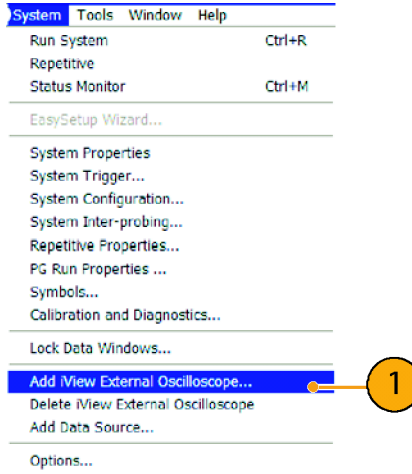 System Tools Window Help
Run System Ctrl+R
Repetitive
Status Monitor Ctrl+M
EasySetup Wizard...
System Properties
System Trigger...
System Configuration...
System Inter-probing...
Repetitive Properties...
PG Run Properties ...
Symbols...
Calibration and Diagnostics...
Lock Data Windows...
Add iView External Oscilloscope... 1
Delete iView External Oscilloscope
Add Data Source...
Options...